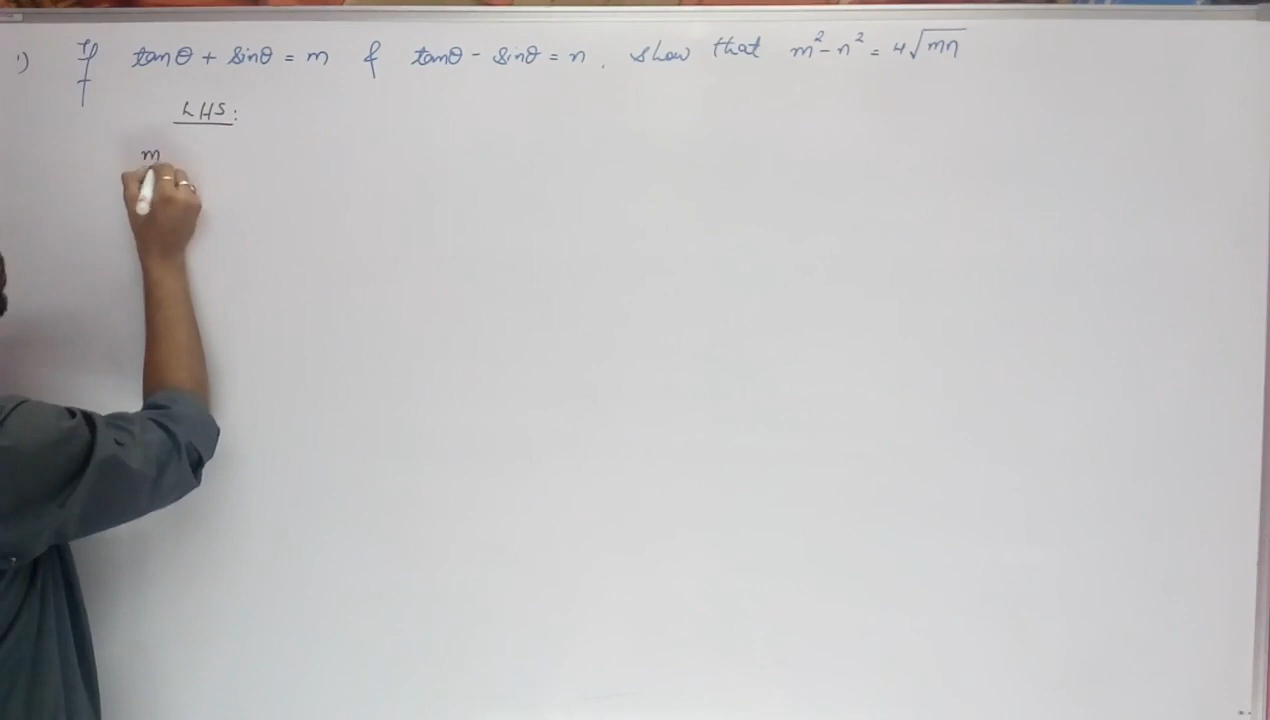 1) If tanθ + sinθ = m & tanθ - sinθ = n. show that m² - n² = 4√mn
LHS:
m